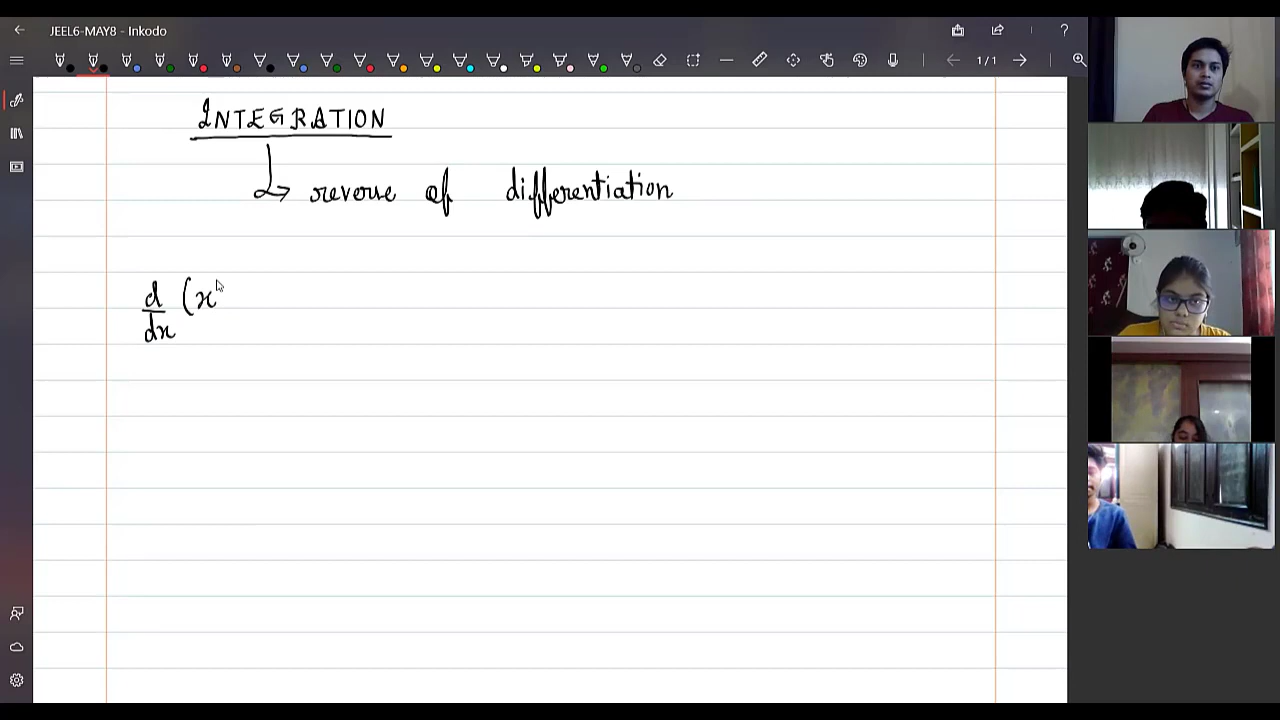 JEEL6-MAY8 - Inkodo
1/1
INTEGRATION
↳ reverse of differentiation
d/dx (x